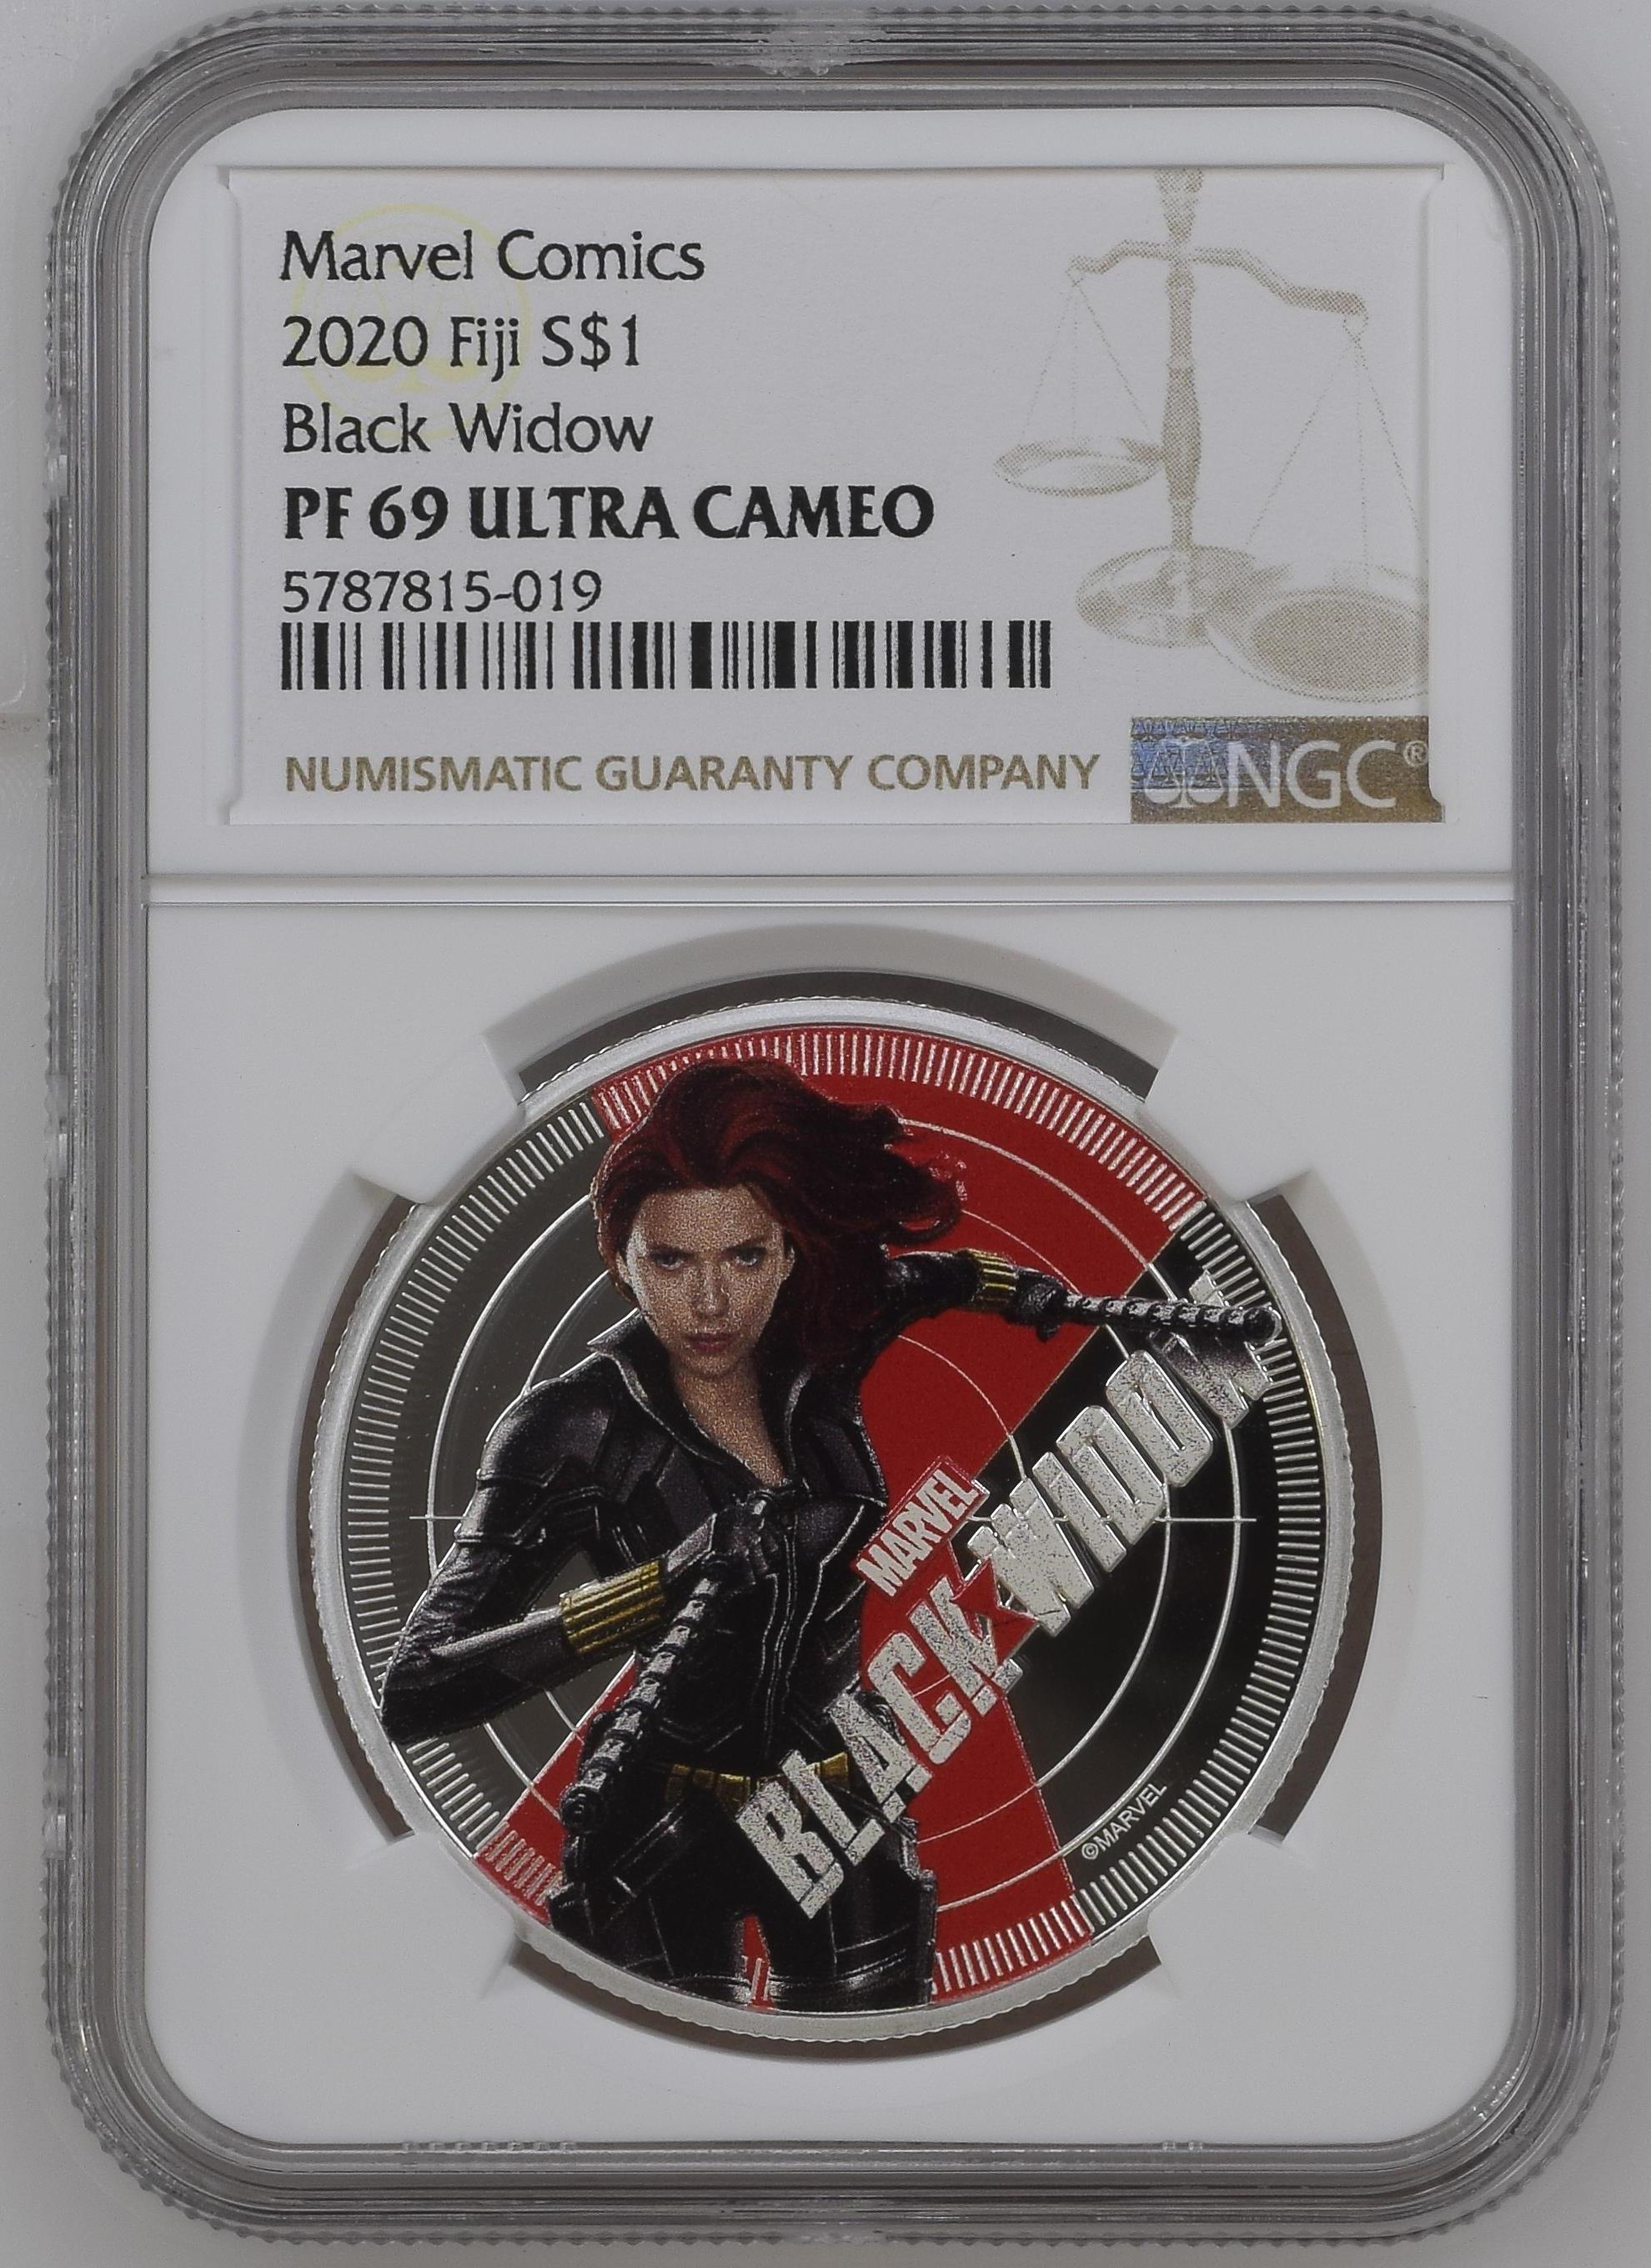 Marvel Comics
2020 Fiji S$1
Black Widow
PF 69 ULTRA CAMEO
5787815-019
NUMISMATIC GUARANTY COMPANY
NGC®
MARVEL
BLACK WIDOW
©MARVEL